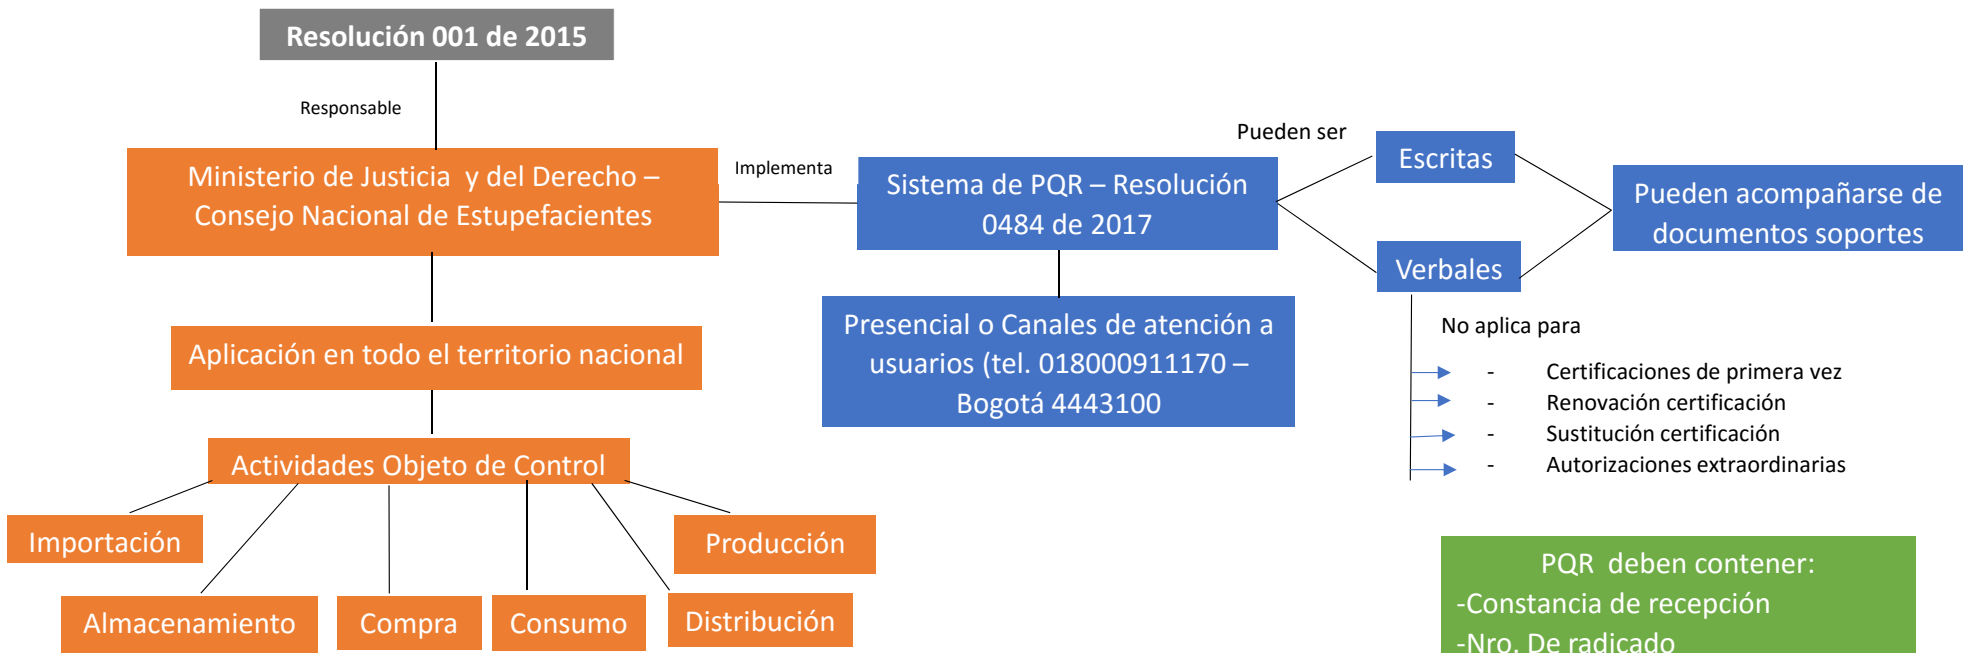 Resolución 001 de 2015
Responsable
Ministerio de Justicia y del Derecho –
Consejo Nacional de Estupefacientes
Implementa
Sistema de PQR – Resolución
0484 de 2017
Pueden ser
Escritas
Verbales
Pueden acompañarse de
documentos soportes
Presencial o Canales de atención a
usuarios (tel. 018000911170 –
Bogotá 4443100
No aplica para
- Certificaciones de primera vez
- Renovación certificación
- Sustitución certificación
- Autorizaciones extraordinarias
Aplicación en todo el territorio nacional
Actividades Objeto de Control
Importación
Almacenamiento
Compra
Consumo
Distribución
Producción
PQR deben contener:
-Constancia de recepción
-Nro. De radicado